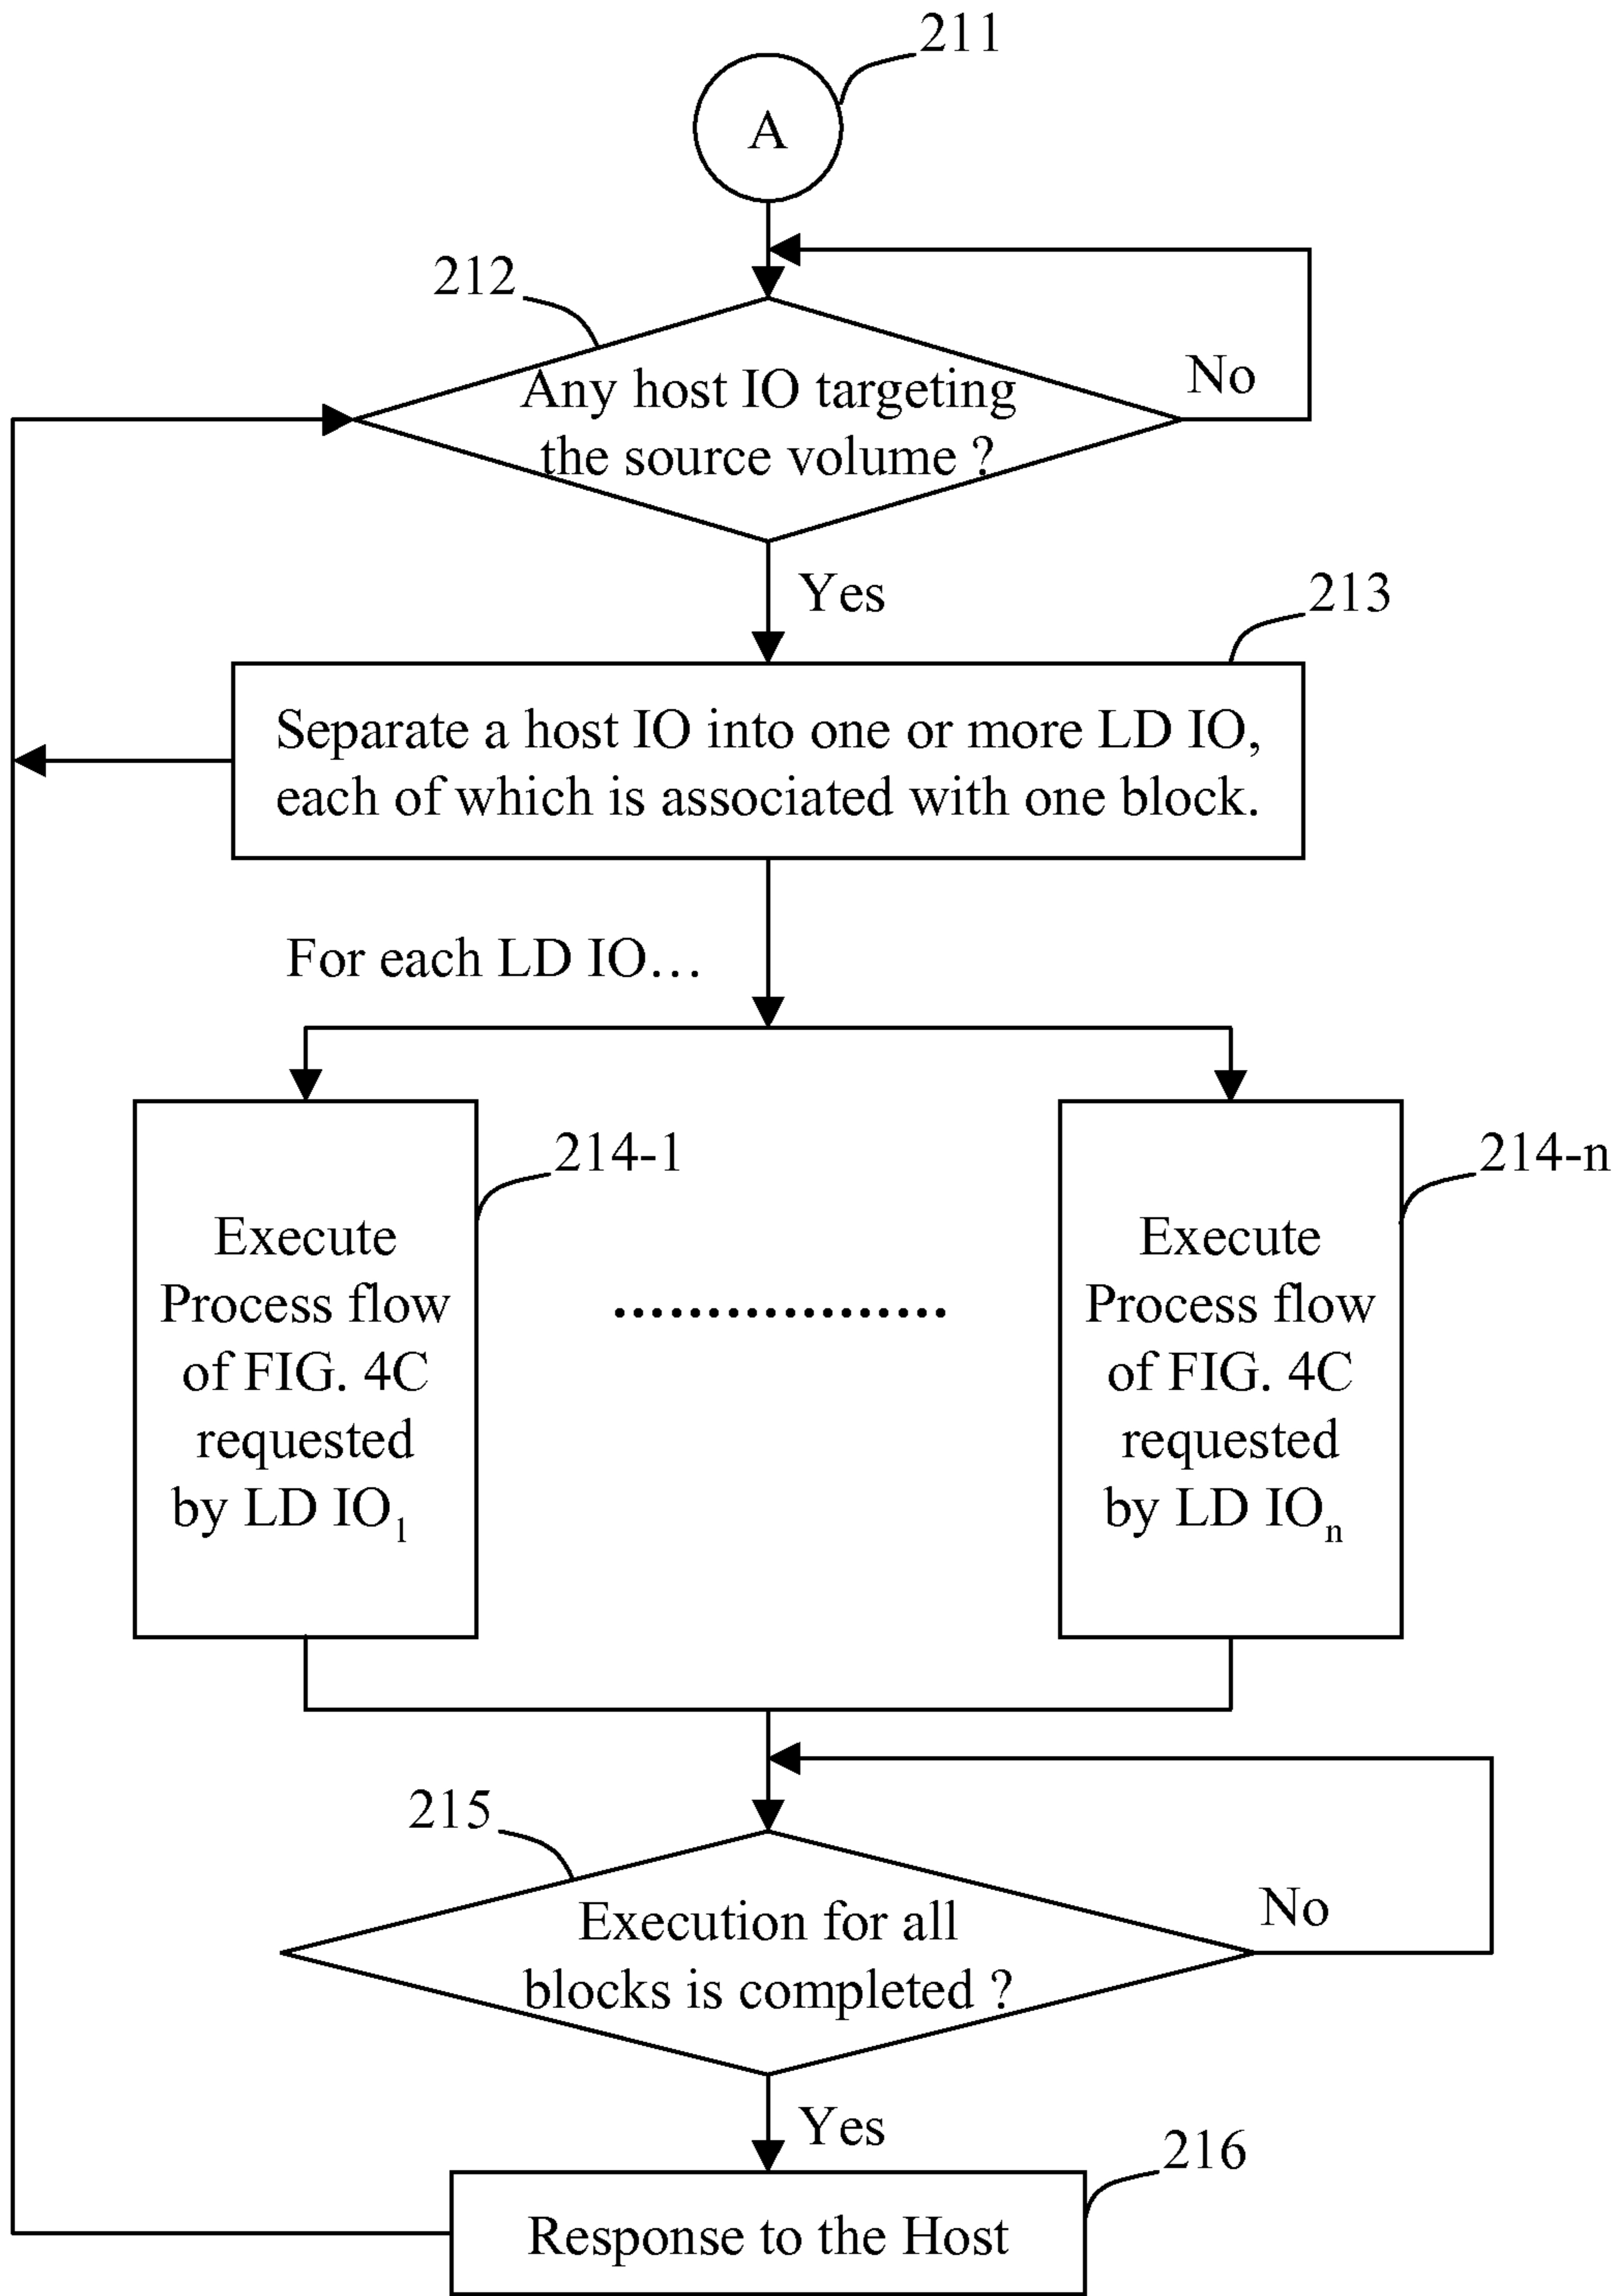 211
A
212
Any host IO targeting
the source volume ?
No
Yes
213
Separate a host IO into one or more LD IO,
each of which is associated with one block.
For each LD IO…
214-1
Execute
Process flow
of FIG. 4C
requested
by LD IO1
..................
214-n
Execute
Process flow
of FIG. 4C
requested
by LD IOn
215
Execution for all
blocks is completed ?
No
Yes
216
Response to the Host